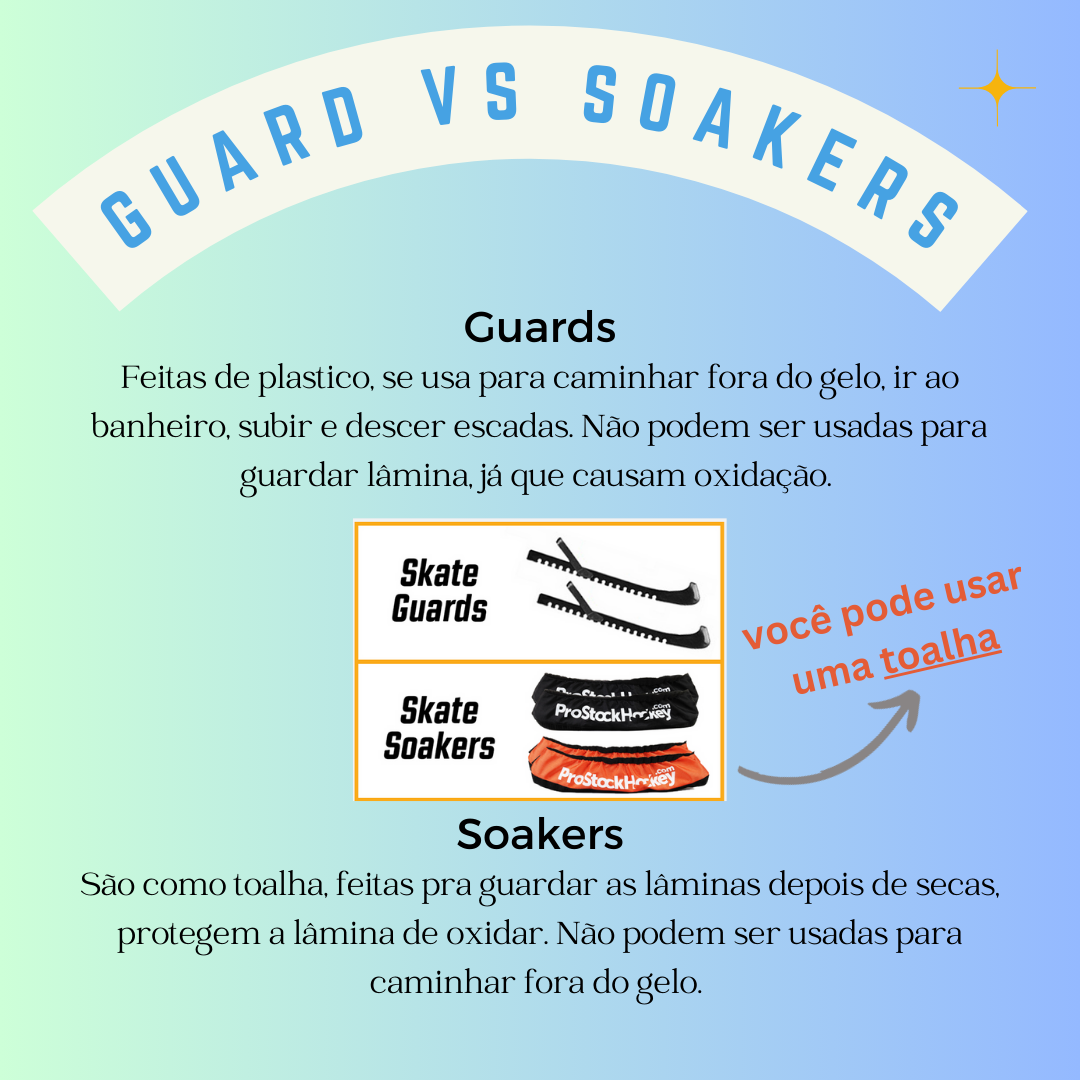 GUARD VS SOAKERS
Guards
Feitas de plastico, se usa para caminhar fora do gelo, ir ao
banheiro, subir e descer escadas. Não podem ser usadas para
guardar lâmina, já que causam oxidação.
Skate
Guards
você pode usar
uma toalha
Skate
Soakers
ProStockHockey
.com
ProStockHockey
.com
Soakers
São como toalha, feitas pra guardar as lâminas depois de secas,
protegem a lâmina de oxidar. Não podem ser usadas para
caminhar fora do gelo.